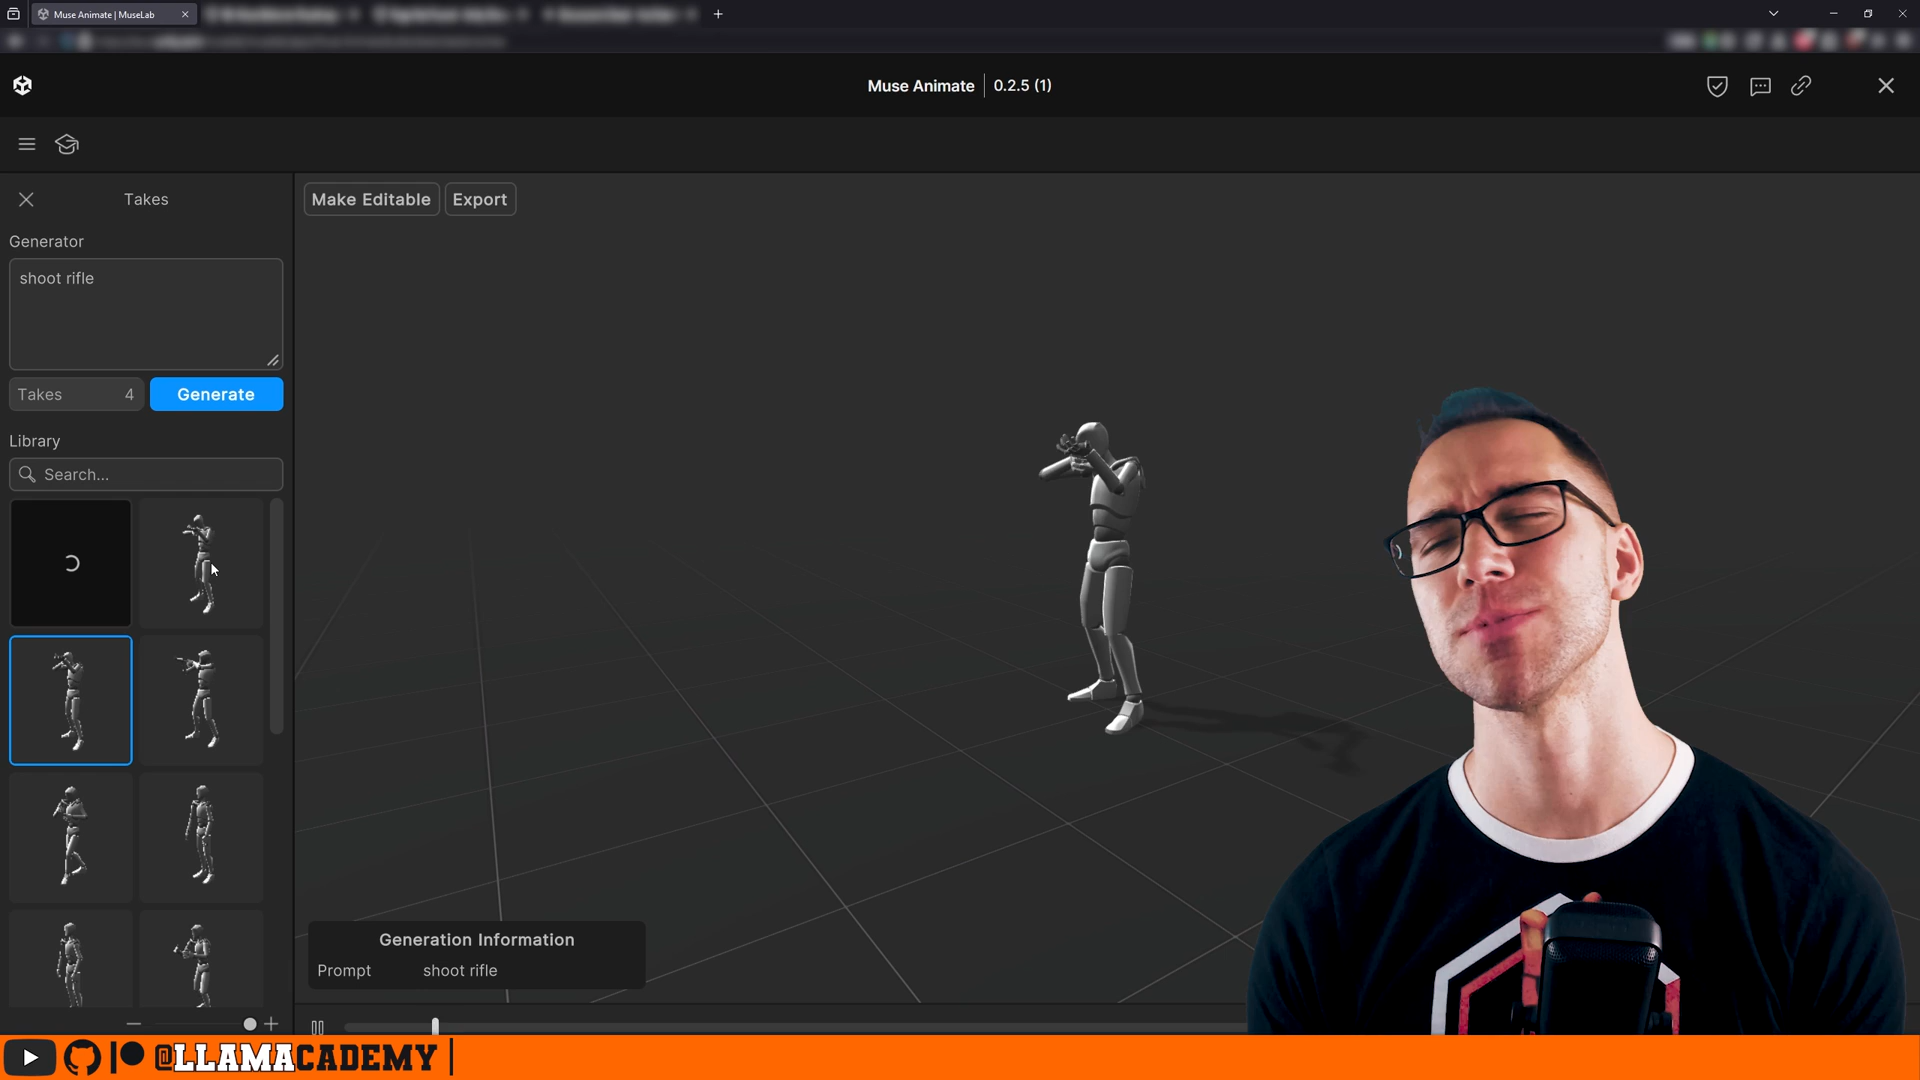 Muse Animate | MuseLab
Muse Animate 0.2.5 (1)
Takes
Make Editable
Export
Generator
shoot rifle
Takes 4
Generate
Library
Search...
Generation Information
Prompt shoot rifle
@LLAMACADEMY